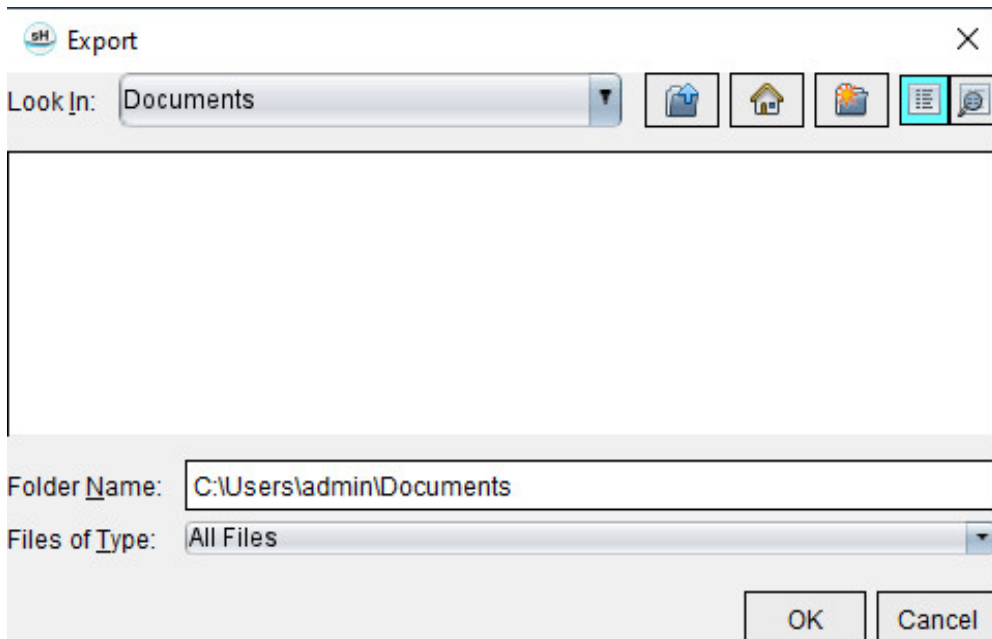 sH Export
Look In: Documents
Folder Name: C:\Users\admin\Documents
Files of Type: All Files
OK Cancel